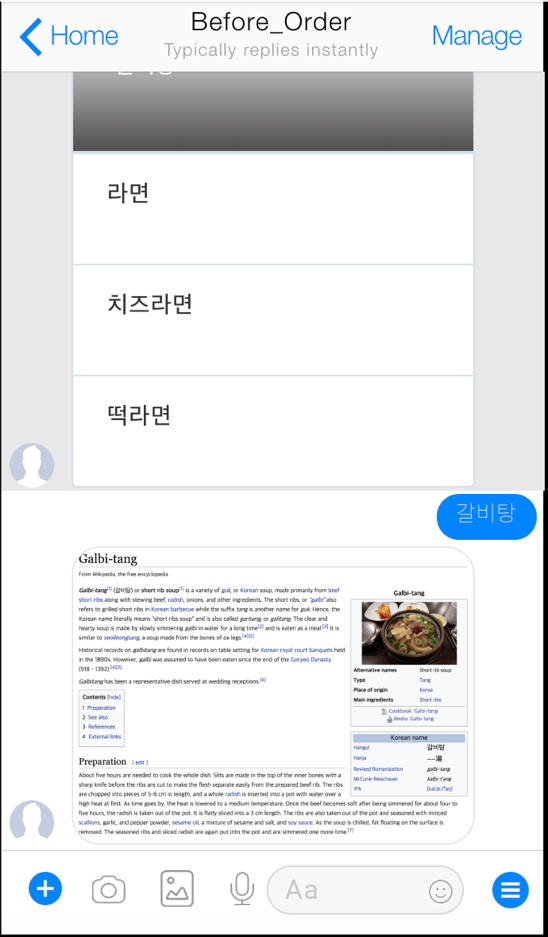 Home
Before_Order
Typically replies instantly
Manage
라면
치즈라면
떡라면
갈비탕
Galbi-tang
From Wikipedia, the free encyclopedia
Galbi-tang[1] (갈비탕) or short rib soup[1] is a variety of guk, or Korean soup, made primarily from beef
short ribs along with stewing beef, radish, onions, and other ingredients. The short ribs, or "galbi" also
refers to grilled short ribs in Korean barbecue while the suffix tang is another name for guk. Hence, the
Korean name literally means "short ribs soup" and is also called garitang or galitang. The clear and
hearty soup is made by slowly simmering galbi in water for a long time[2] and is eaten as a meal.[3] It is
similar to seolleongtang, a soup made from the bones of ox legs.[4][5]
Historical records on galbitang are found in records on table setting for Korean royal court banquets held
in the 1890s. However, galbi was assumed to have been eaten since the end of the Goryeo Dynasty
(918 - 1392).[4][5]
Galbitang has been a representative dish served at wedding receptions.[6]
Contents [hide]
1 Preparation
2 See also
3 References
4 External links
Galbi-tang
Alternative names Short rib soup
Type Tang
Place of origin Korea
Main ingredients Short ribs
Cookbook: Galbi-tang
Media: Galbi-tang
Korean name
Hangul 갈비탕
Hanja 湯
Revised Romanization galbi-tang
McCune-Reischauer kalbi-t'ang
IPA
Preparation [ edit ]
About five hours are needed to cook the whole dish. Slits are made in the top of the inner bones with a
sharp knife before the ribs are cut to make the flesh separate easily from the prepared beef rib. The ribs
are chopped into pieces of 5-6 cm in length, and a whole radish is inserted into a pot with water over a
high heat at first. As time goes by, the heat is lowered to a medium temperature. Once the beef becomes soft after being simmered for about four to
five hours, the radish is taken out of the pot. It is flatly sliced into a 3 cm length. The ribs are also taken out of the pot and seasoned with minced
scallions, garlic, and pepper powder, sesame oil, a mixture of sesame and salt, and soy sauce. As the soup is chilled, fat floating on the surface is
removed. The seasoned ribs and sliced radish are again put into the pot and are simmered one more time.[7]
Aa